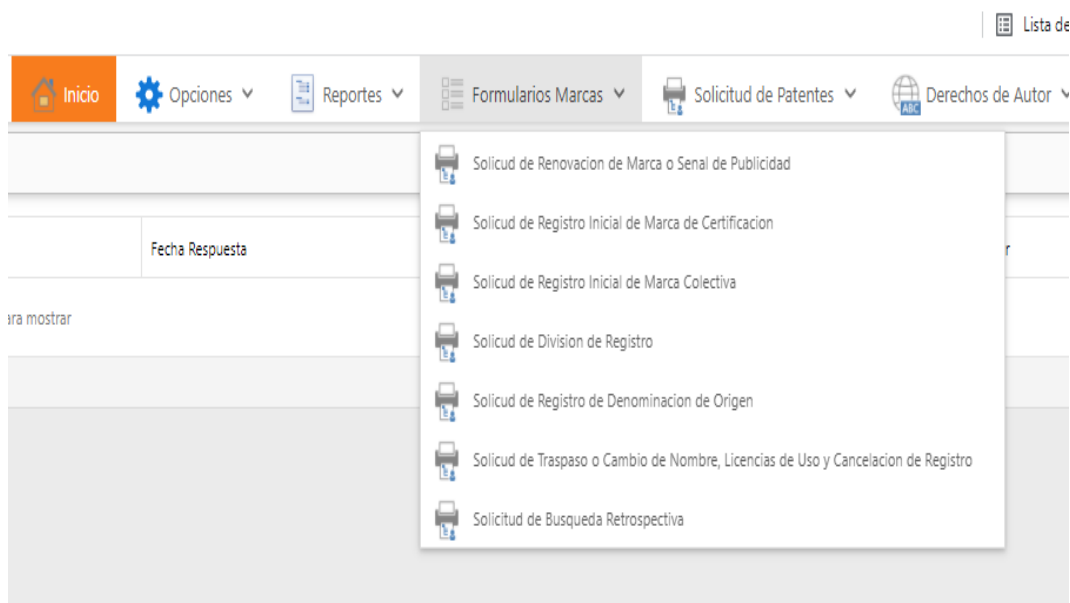 Lista de
Inicio
Opciones
Reportes
Formularios Marcas
Solicitud de Patentes
ABC
Derechos de Autor
Solicud de Renovacion de Marca o Senal de Publicidad
Solicud de Registro Inicial de Marca de Certificacion
Fecha Respuesta
r
Solicud de Registro Inicial de Marca Colectiva
ara mostrar
Solicud de Division de Registro
Solicud de Registro de Denominacion de Origen
Solicud de Traspaso o Cambio de Nombre, Licencias de Uso y Cancelacion de Registro
Solicitud de Busqueda Retrospectiva